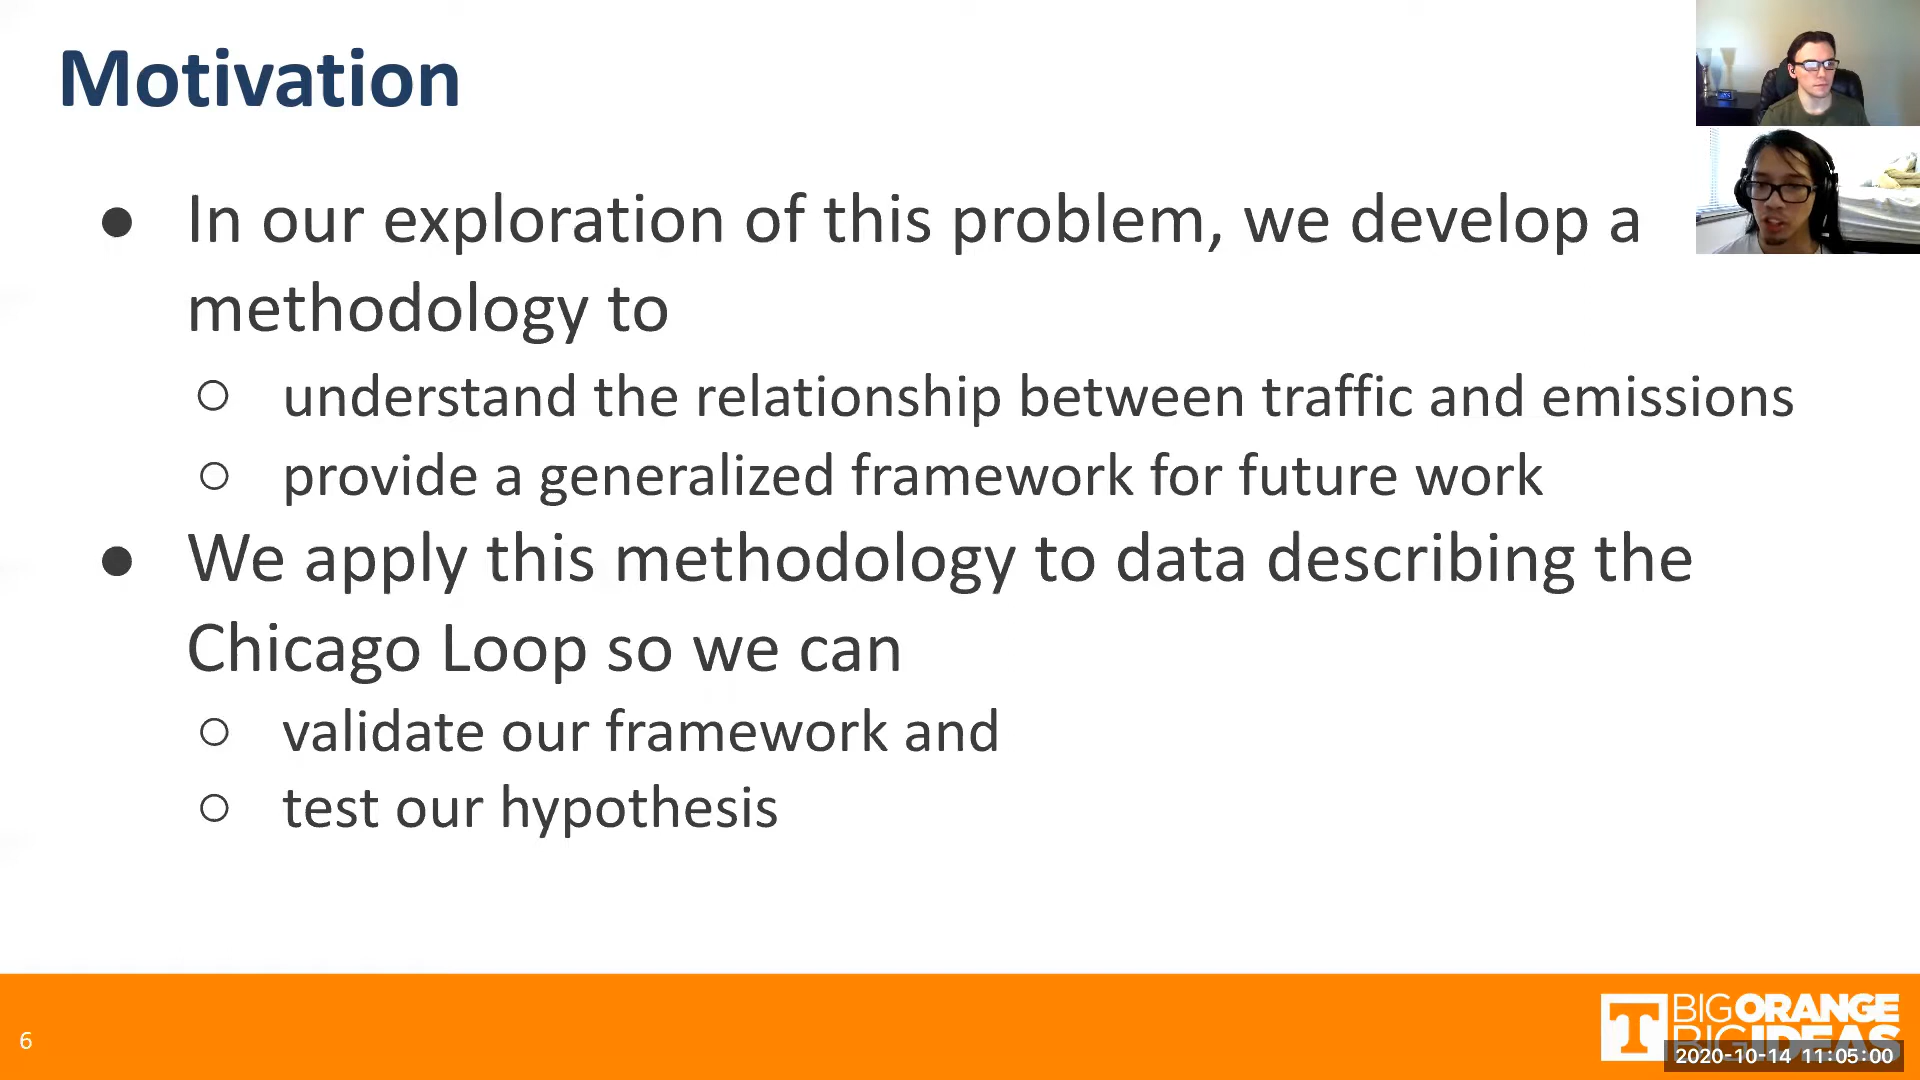 Motivation
● In our exploration of this problem, we develop a
methodology to
○ understand the relationship between traffic and emissions
○ provide a generalized framework for future work
● We apply this methodology to data describing the
Chicago Loop so we can
○ validate our framework and
○ test our hypothesis
6
T BIG ORANGE
BIG IDEAS
2020-10-14 11:05:00